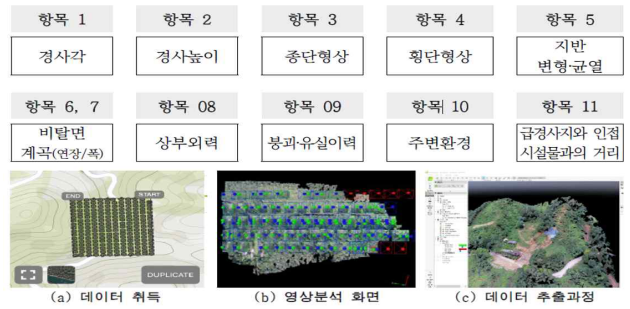 항목 1
항목 2
항목 3
항목 4
항목 5
경사각
경사높이
종단형상
횡단형상
지반
변형·균열
항목 6, 7
항목 08
항목 09
항목 10
항목 11
비탈면
계곡(연장/폭)
상부외력
붕괴·유실이력
주변환경
급경사지와 인접
시설물과의 거리
END
START
DUPLICATE
(a) 데이터 취득
(b) 영상분석 화면
(c) 데이터 추출과정